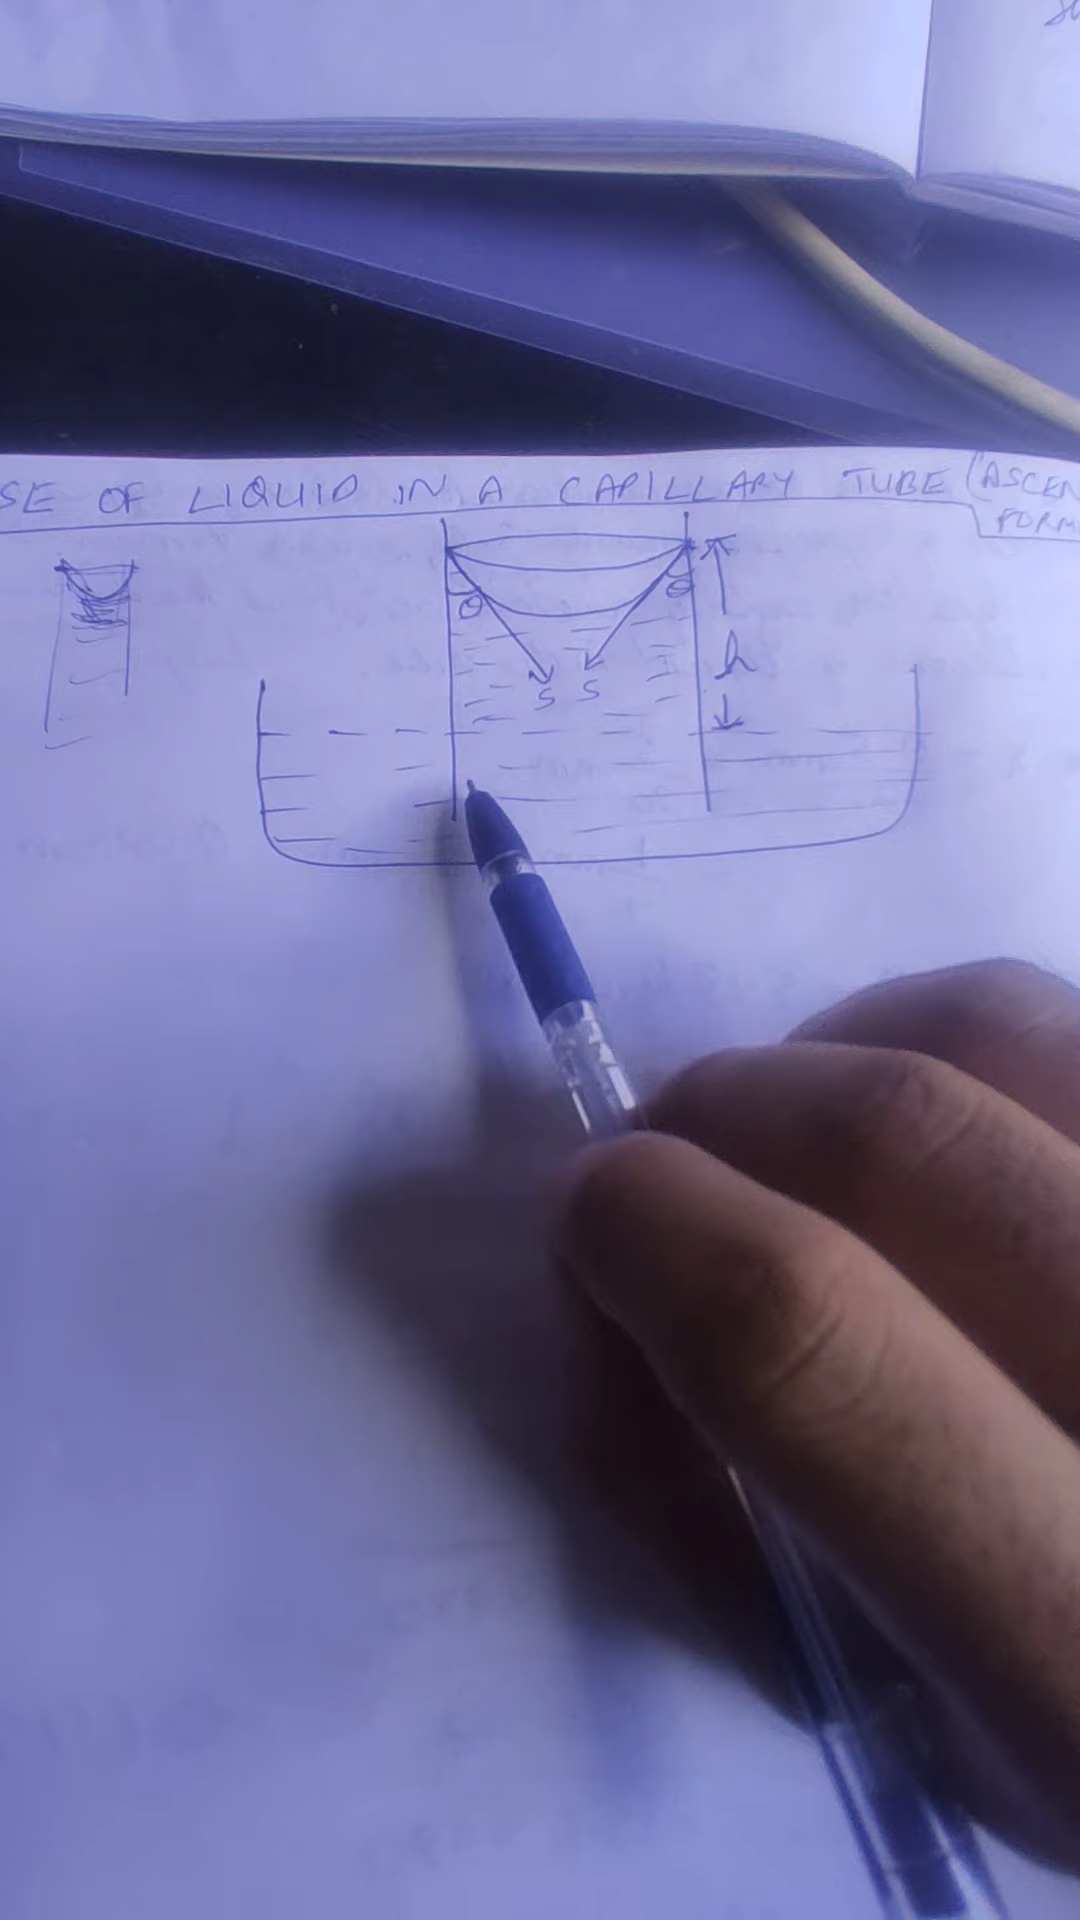 SE OF LIQUID IN A CAPILLARY TUBE (ASCEN
FORM
θ θ
h
S S